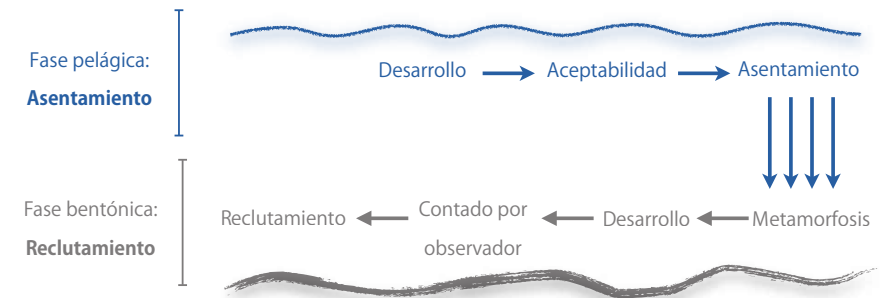 Fase pelágica:
Asentamiento
Desarrollo Aceptabilidad Asentamiento
Fase bentónica:
Reclutamiento
Reclutamiento Contado por observador Desarrollo Metamorfosis